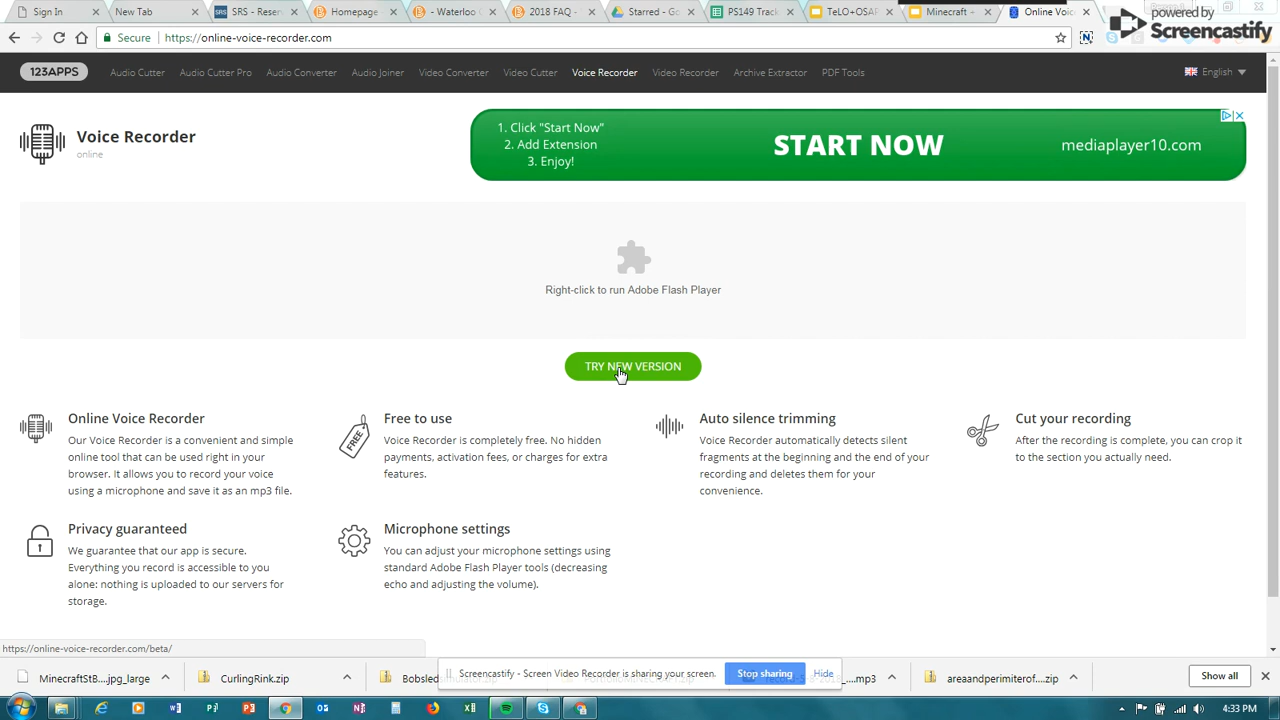 Sign In
New Tab
SRS - Reser
Homepage
- Waterloo
2018 FAQ -
Starred - Go
PS149 Track
TeLO+OSAP
Minecraft -
Online Voic
powered by
Screencastify
Secure
https://online-voice-recorder.com
123APPS
Audio Cutter
Audio Cutter Pro
Audio Converter
Audio Joiner
Video Converter
Video Cutter
Voice Recorder
Video Recorder
Archive Extractor
PDF Tools
English
Voice Recorder
online
1. Click "Start Now"
2. Add Extension
3. Enjoy!
START NOW
mediaplayer10.com
Right-click to run Adobe Flash Player
TRY NEW VERSION
Online Voice Recorder
Our Voice Recorder is a convenient and simple
online tool that can be used right in your
browser. It allows you to record your voice
using a microphone and save it as an mp3 file.
FREE
Free to use
Voice Recorder is completely free. No hidden
payments, activation fees, or charges for extra
features.
Auto silence trimming
Voice Recorder automatically detects silent
fragments at the beginning and the end of your
recording and deletes them for your
convenience.
Cut your recording
After the recording is complete, you can crop it
to the section you actually need.
Privacy guaranteed
We guarantee that our app is secure.
Everything you record is accessible to you
alone: nothing is uploaded to our servers for
storage.
Microphone settings
You can adjust your microphone settings using
standard Adobe Flash Player tools (decreasing
echo and adjusting the volume).
https://online-voice-recorder.com/beta/
MinecraftStB....jpg_large
CurlingRink.zip
Screencastify - Screen Video Recorder is sharing your screen.
Stop sharing
Hide
....mp3
areaandperimiterof....zip
Show all
4:33 PM